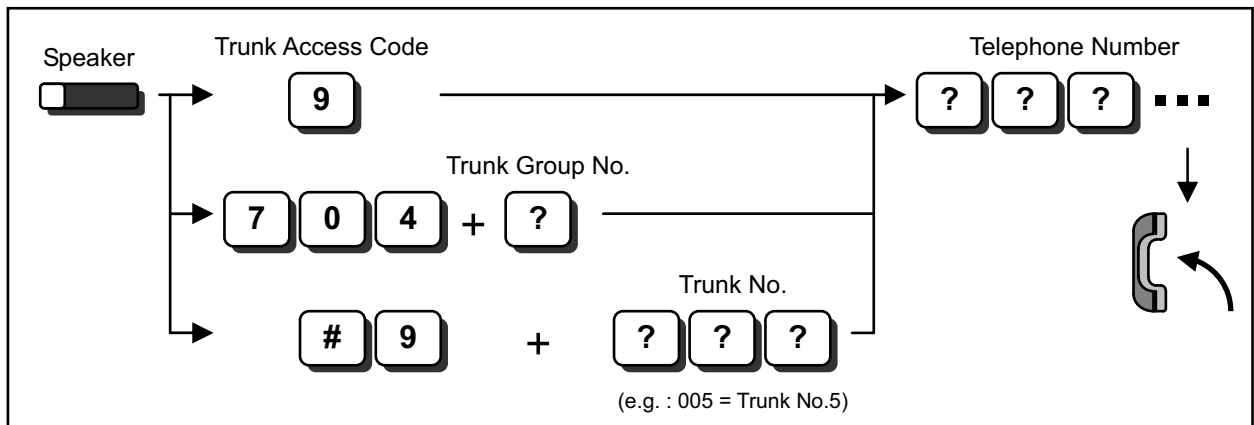 Speaker
Trunk Access Code
9
Telephone Number
? ? ?
Trunk Group No.
7 0 4 + ?
Trunk No.
# 9 + ? ? ?
(e.g. : 005 = Trunk No.5)